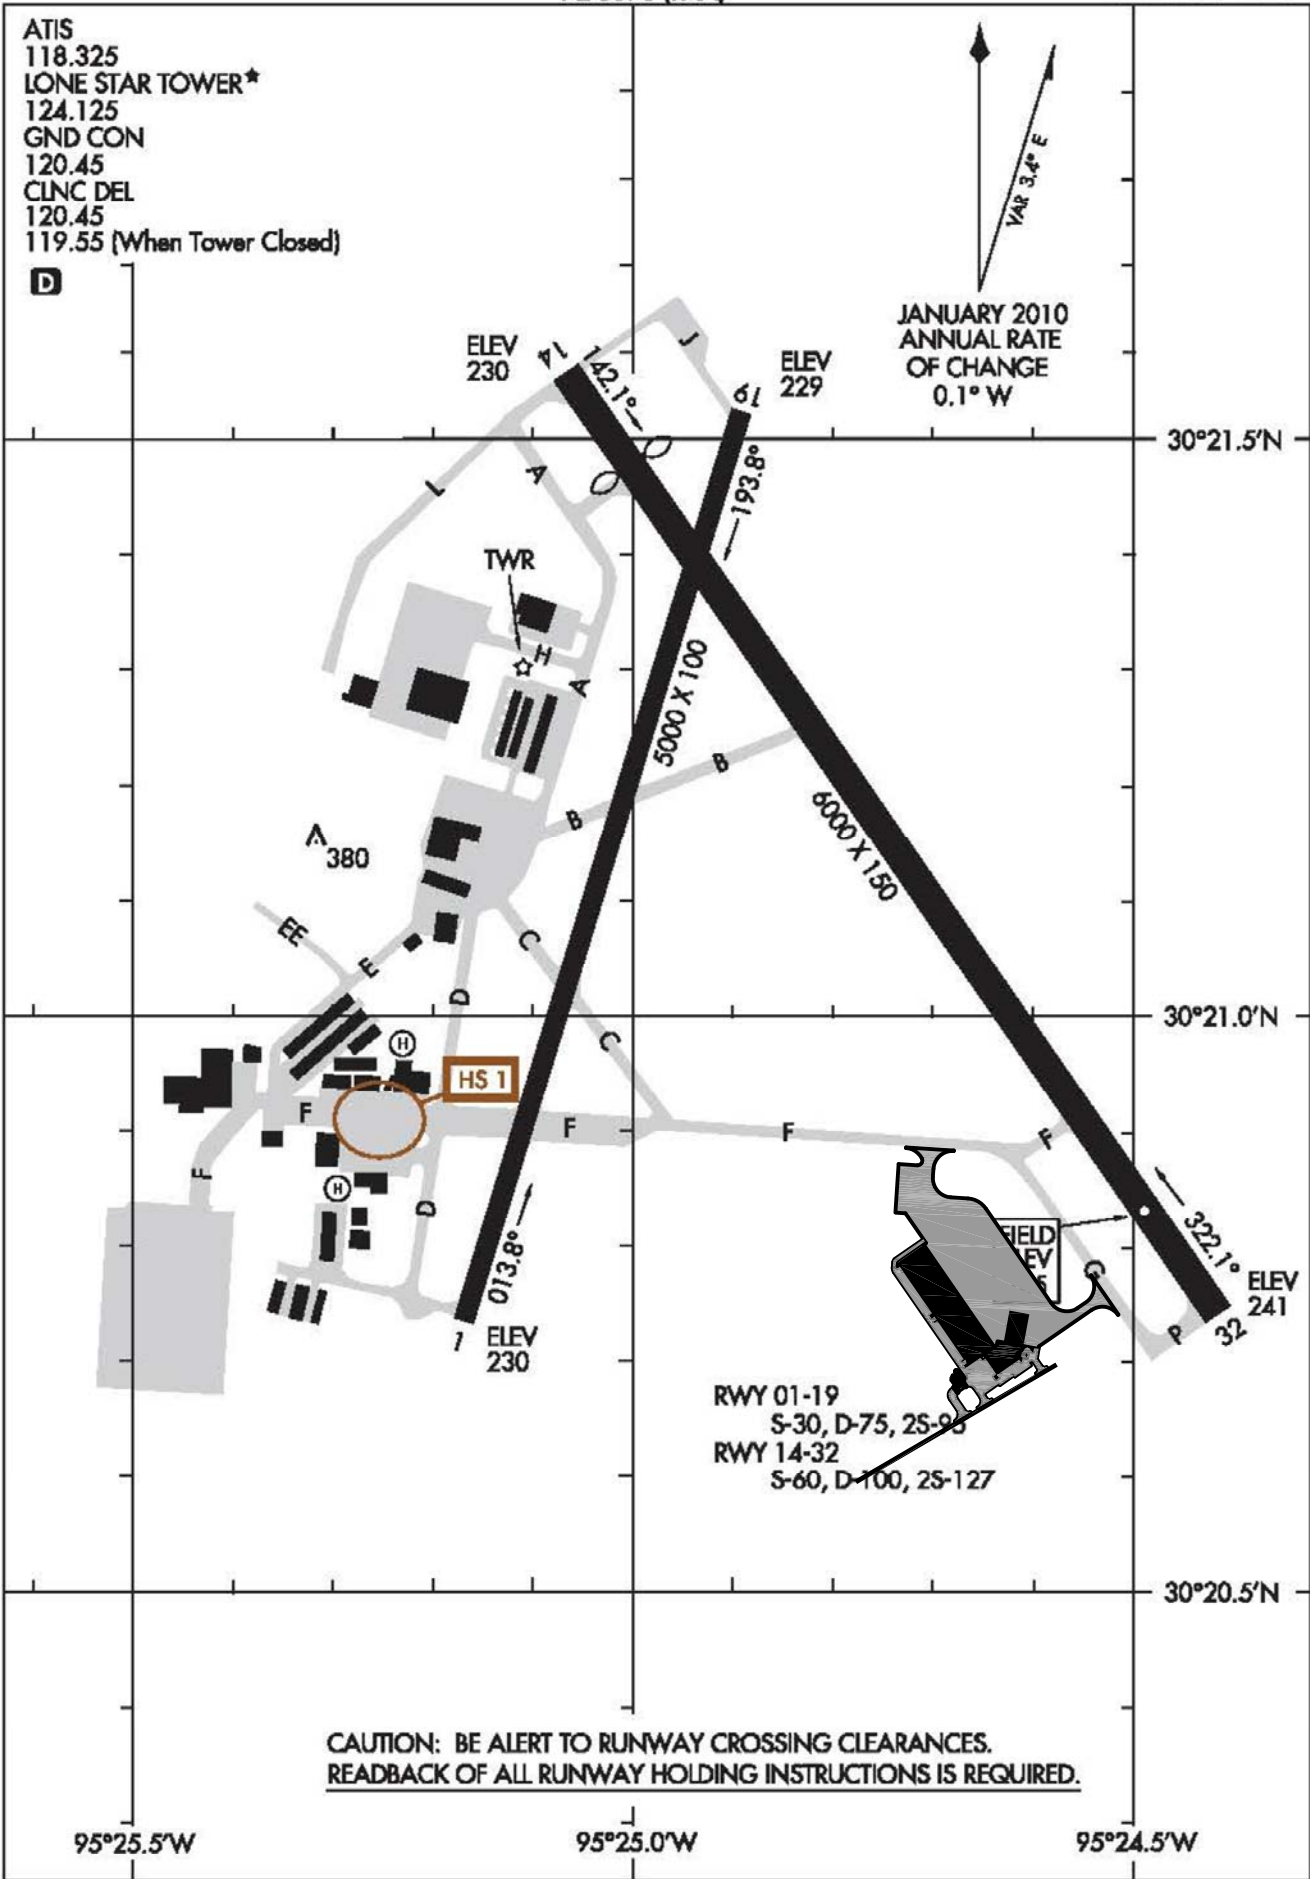 ATIS
118.325
LONE STAR TOWER★
124.125
GND CON
120.45
CLNC DEL
120.45
119.55 (When Tower Closed)
D
VAR 3.4° E
JANUARY 2010
ANNUAL RATE
OF CHANGE
0.1° W
ELEV
230
14
142.1°
J
ELEV
229
19
193.8°
30°21.5'N
L
A
TWR
H
A
5000 X 100
B
B
6000 X 150
380
EE
E
C
D
C
30°21.0'N
H
HS 1
F
F
F
F
F
H
D
013.8°
1
ELEV
230
FIELD
322.1°
G
ELEV
241
32
P
RWY 01-19
S-30, D-75,
RWY 14-32
S-60, D-100, 2S-127
30°20.5'N
CAUTION: BE ALERT TO RUNWAY CROSSING CLEARANCES.
READBACK OF ALL RUNWAY HOLDING INSTRUCTIONS IS REQUIRED.
95°25.5'W
95°25.0'W
95°24.5'W